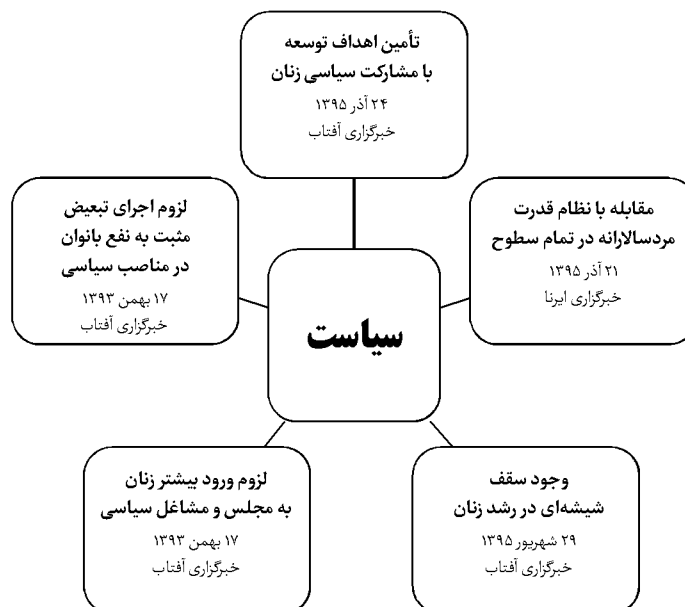 تأمین اهداف توسعه
با مشارکت سیاسی زنان
۲۴ آذر ۱۳۹۵
خبرگزاری آفتاب
مقابله با نظام قدرت
مردسالارانه در تمام سطوح
۲۱ آذر ۱۳۹۵
خبرگزاری ایرنا
لزوم اجرای تبعیض
مثبت به نفع بانوان
در مناصب سیاسی
۱۷ بهمن ۱۳۹۳
خبرگزاری آفتاب
سیاست
وجود سقف
شیشه‌ای در رشد زنان
۲۹ شهریور ۱۳۹۵
خبرگزاری آفتاب
لزوم ورود بیشتر زنان
به مجلس و مشاغل سیاسی
۱۷ بهمن ۱۳۹۳
خبرگزاری آفتاب